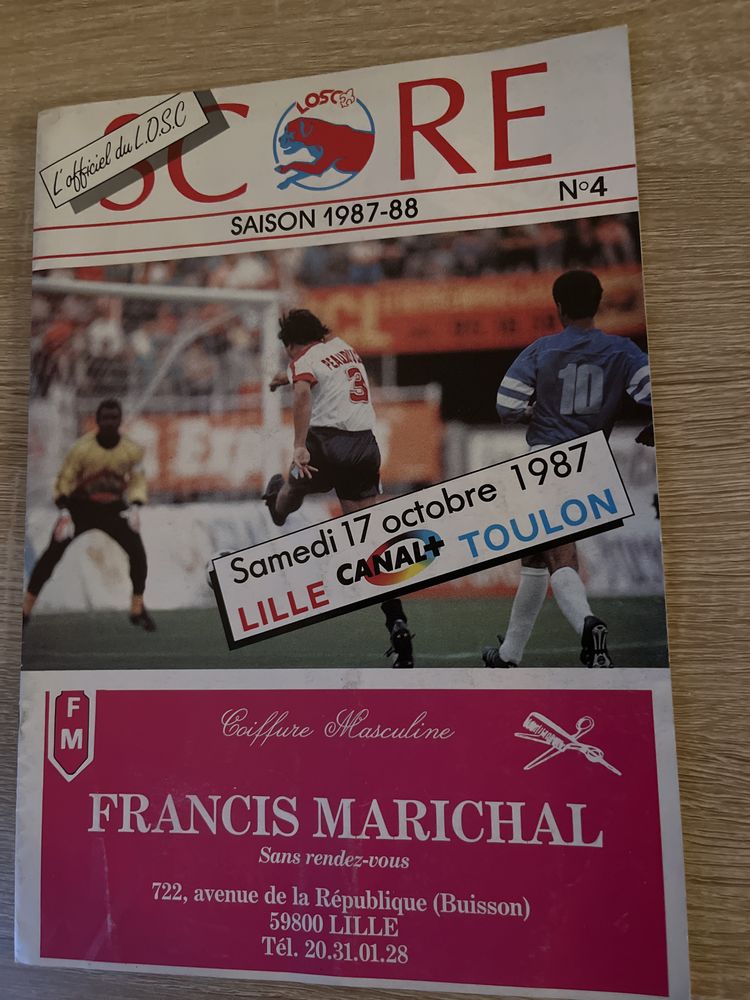 L'officiel du L.O.S.C
SCORE
LOSC
SAISON 1987-88
N°4
3
10
Samedi 17 octobre 1987
LILLE CANAL+ TOULON
FM
Coiffure Masculine
FRANCIS MARICHAL
Sans rendez-vous
722, avenue de la République (Buisson)
59800 LILLE
Tél. 20.31.01.28